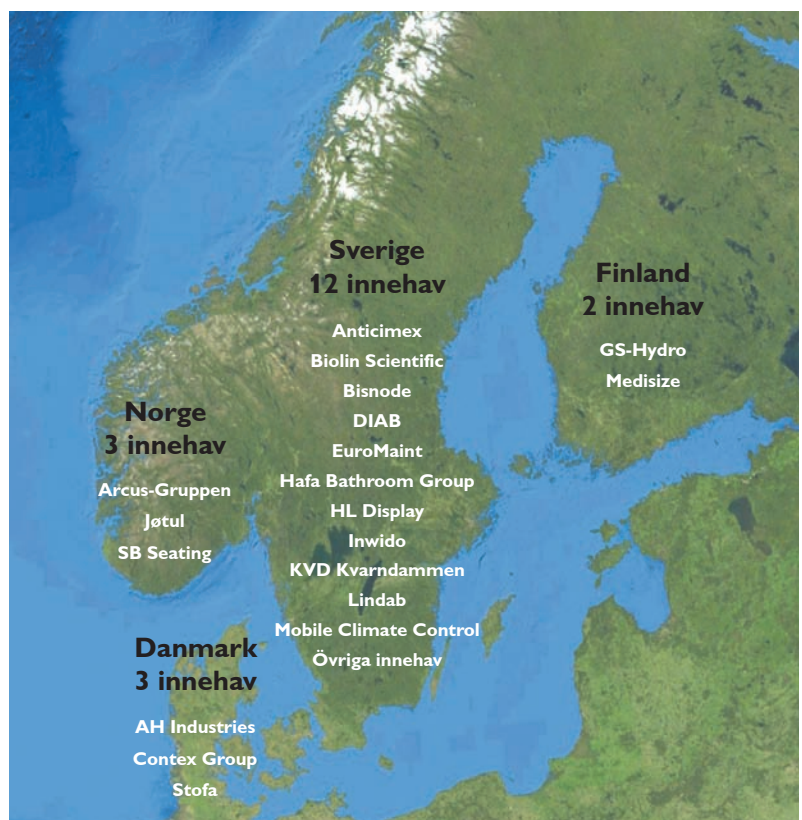 Sverige
12 innehav
Anticimex
Biolin Scientific
Bisnode
DIAB
EuroMaint
Hafa Bathroom Group
HL Display
Inwido
KVD Kvarndammen
Lindab
Mobile Climate Control
Övriga innehav
Finland
2 innehav
GS-Hydro
Medisize
Norge
3 innehav
Arcus-Gruppen
Jøtul
SB Seating
Danmark
3 innehav
AH Industries
Contex Group
Stofa